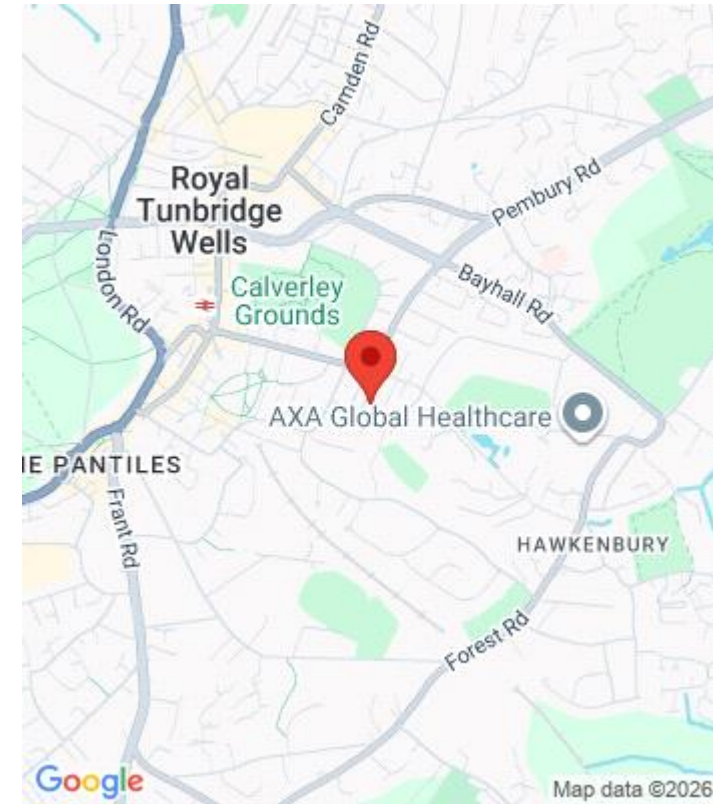 Camden Rd
Royal
Tunbridge
Wells
Pembury Rd
London Rd
Calverley
Grounds
Bayhall Rd
AXA Global Healthcare
IE PANTILES
Frant Rd
HAWKENBURY
Forest Rd
Google
Map data ©2026